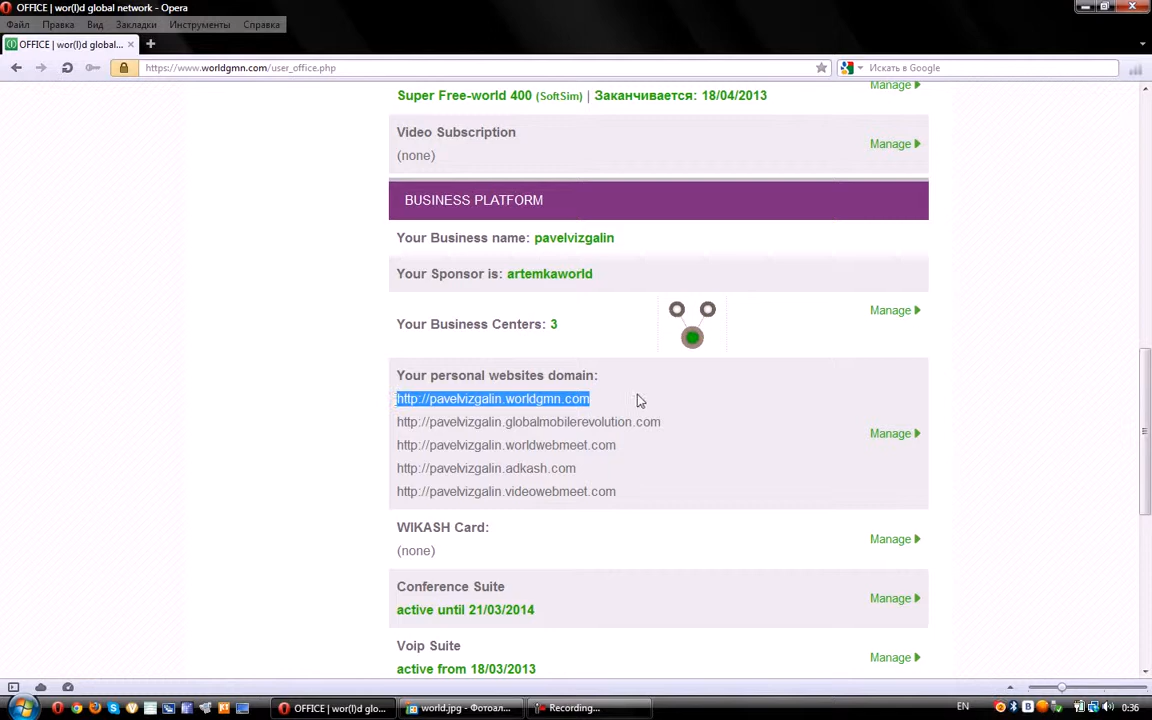 OFFICE | wor(l)d global network - Opera
Файл Правка Вид Закладки Инструменты Справка
OFFICE | wor(l)d global...
https://www.worldgmn.com/user_office.php
Искать в Google
Manage
Super Free-world 400 (SoftSim) | Заканчивается: 18/04/2013
Video Subscription
(none)
Manage
BUSINESS PLATFORM
Your Business name: pavelvizgalin
Your Sponsor is: artemkaworld
Your Business Centers: 3
Manage
Your personal websites domain:
http://pavelvizgalin.worldgmn.com
http://pavelvizgalin.globalmobilerevolution.com
http://pavelvizgalin.worldwebmeet.com
http://pavelvizgalin.adkash.com
http://pavelvizgalin.videowebmeet.com
Manage
WIKASH Card:
(none)
Manage
Conference Suite
active until 21/03/2014
Manage
Voip Suite
active from 18/03/2013
Manage
OFFICE | wor(l)d glo...
world.jpg - Фотоал...
Recording...
EN
0:36